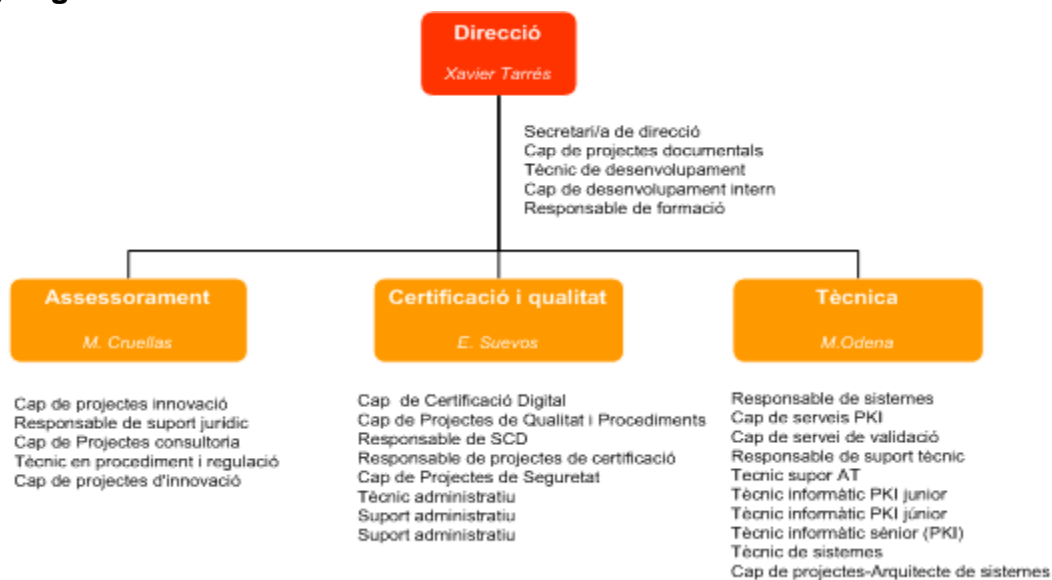 Direcció
Xavier Tarrés
Secretari/a de direcció
Cap de projectes documentals
Tècnic de desenvolupament
Cap de desenvolupament intern
Responsable de formació
Assessorament
M. Cruellas
Cap de projectes innovació
Responsable de suport jurídic
Cap de Projectes consultoria
Tècnic en procediment i regulació
Cap de projectes d'innovació
Certificació i qualitat
E. Suevos
Cap de Certificació Digital
Cap de Projectes de Qualitat i Procediments
Responsable de SCD
Responsable de projectes de certificació
Cap de Projectes de Seguretat
Tècnic administratiu
Suport administratiu
Suport administratiu
Tècnica
M.Odena
Responsable de sistemes
Cap de serveis PKI
Cap de servei de validació
Responsable de suport tècnic
Tecnic supor AT
Tècnic informàtic PKI junior
Tècnic informàtic PKI júnior
Tècnic informàtic sènior (PKI)
Tècnic de sistemes
Cap de projectes-Arquitecte de sistemes